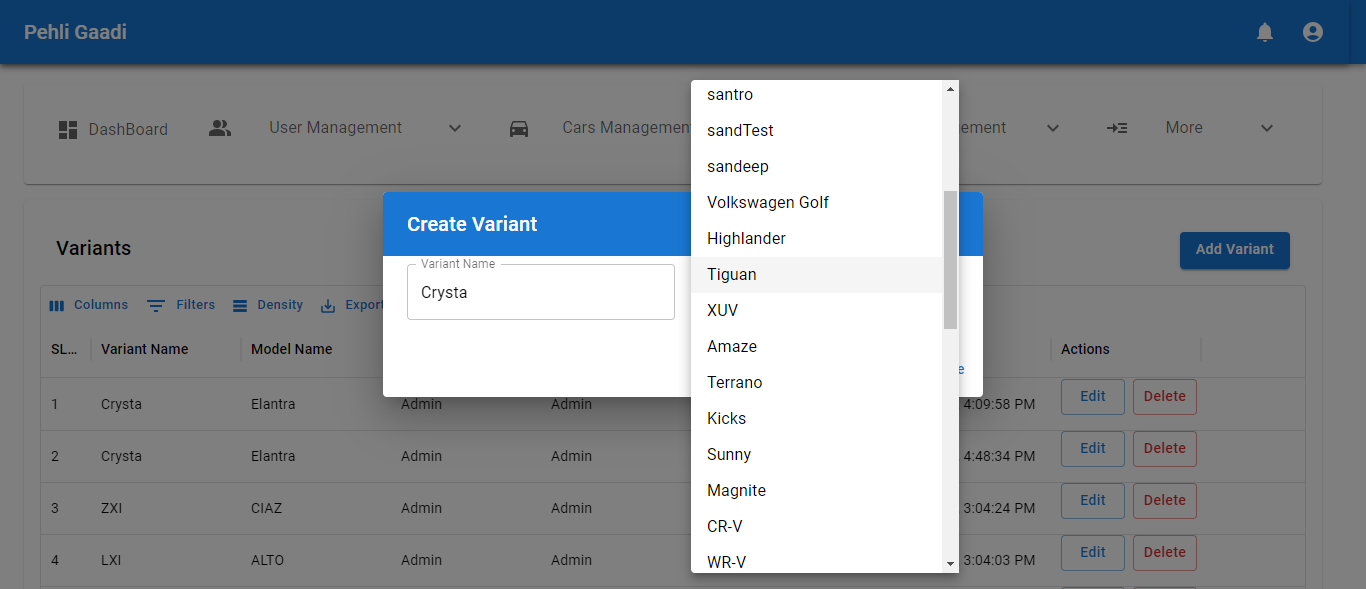 Pehli Gaadi
DashBoard
User Management
Cars Managemen
ement
More
Variants
Add Variant
Create Variant
Variant Name
Crysta
santro
sandTest
sandeep
Volkswagen Golf
Highlander
Tiguan
XUV
Amaze
Terrano
Kicks
Sunny
Magnite
CR-V
WR-V
e
Columns Filters Density Export
SL... Variant Name Model Name Actions
1 Crysta Elantra Admin Admin 4:09:58 PM Edit Delete
2 Crysta Elantra Admin Admin 4:48:34 PM Edit Delete
3 ZXI CIAZ Admin Admin 3:04:24 PM Edit Delete
4 LXI ALTO Admin Admin 3:04:03 PM Edit Delete